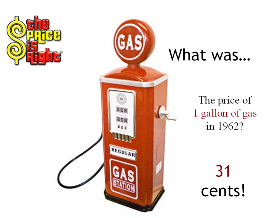 the
PRICE
is
Right
GAS
What was...
The price of
1 gallon of gas
in 1962?
REGULAR
GAS
STATION
31
cents!